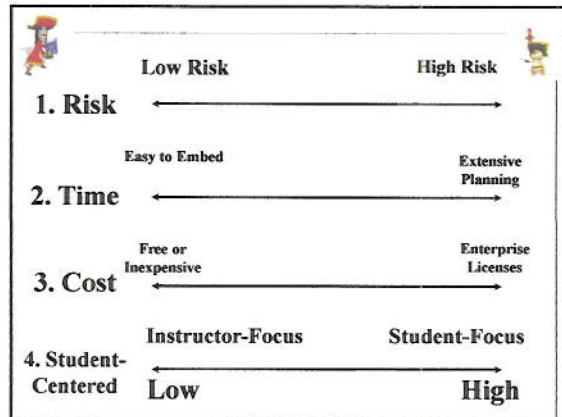 Low Risk High Risk
1. Risk
Easy to Embed Extensive
Planning
2. Time
Free or Enterprise
Inexpensive Licenses
3. Cost
Instructor-Focus Student-Focus
4. Student-
Centered
Low High